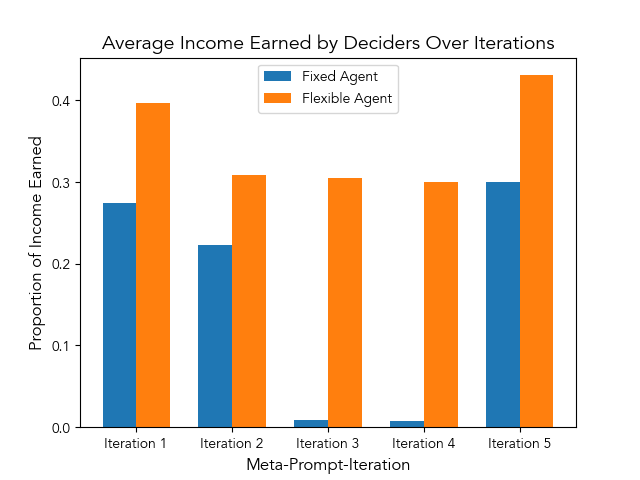 Average Income Earned by Deciders Over Iterations
Fixed Agent
Flexible Agent
Proportion of Income Earned
0.4
0.3
0.2
0.1
0.0
Iteration 1
Iteration 2
Iteration 3
Iteration 4
Iteration 5
Meta-Prompt-Iteration